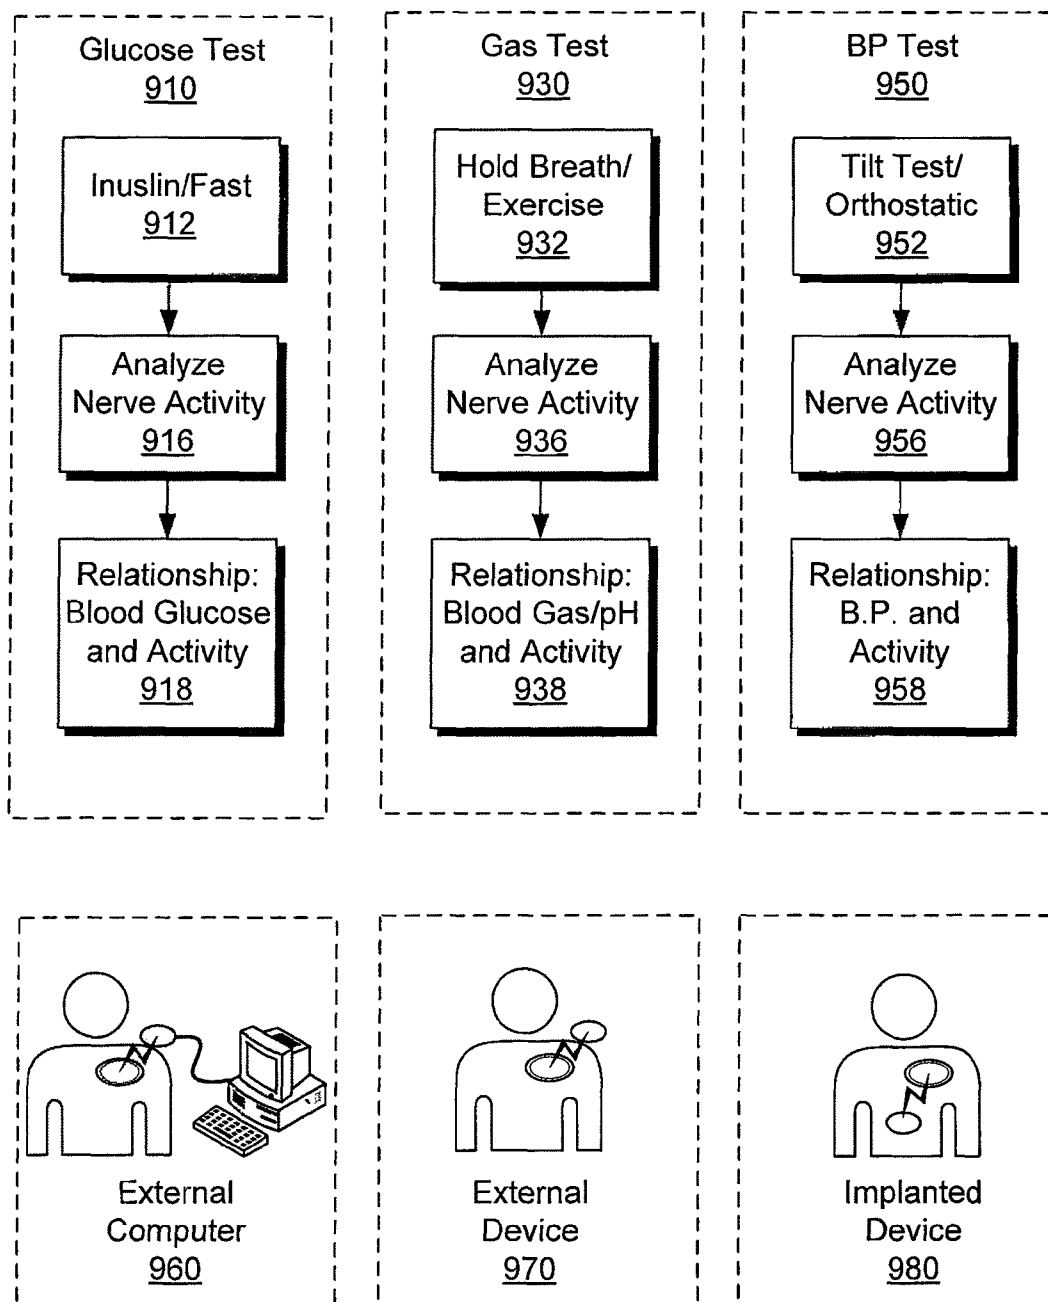 Glucose Test
910
Inuslin/Fast
912
Analyze
Nerve Activity
916
Relationship:
Blood Glucose
and Activity
918
Gas Test
930
Hold Breath/
Exercise
932
Analyze
Nerve Activity
936
Relationship:
Blood Gas/pH
and Activity
938
BP Test
950
Tilt Test/
Orthostatic
952
Analyze
Nerve Activity
956
Relationship:
B.P. and
Activity
958
External
Computer
960
External
Device
970
Implanted
Device
980